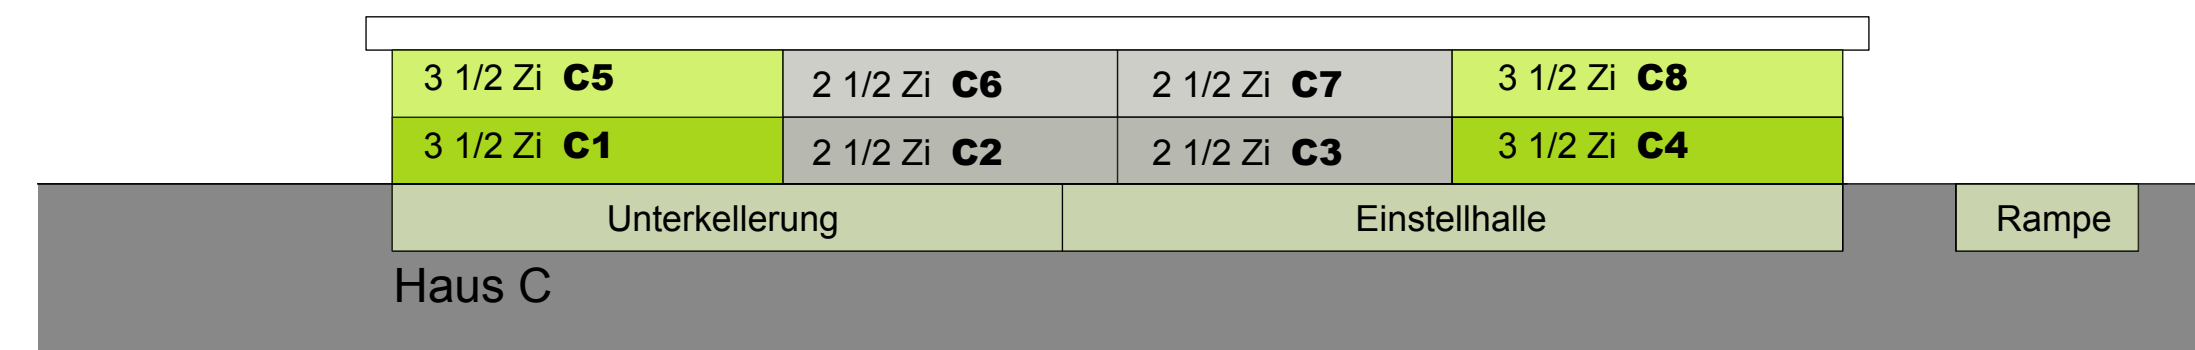 3 1/2 Zi C5
2 1/2 Zi C6
2 1/2 Zi C7
3 1/2 Zi C8
3 1/2 Zi C1
2 1/2 Zi C2
2 1/2 Zi C3
3 1/2 Zi C4
Unterkellerung
Einstellhalle
Rampe
Haus C